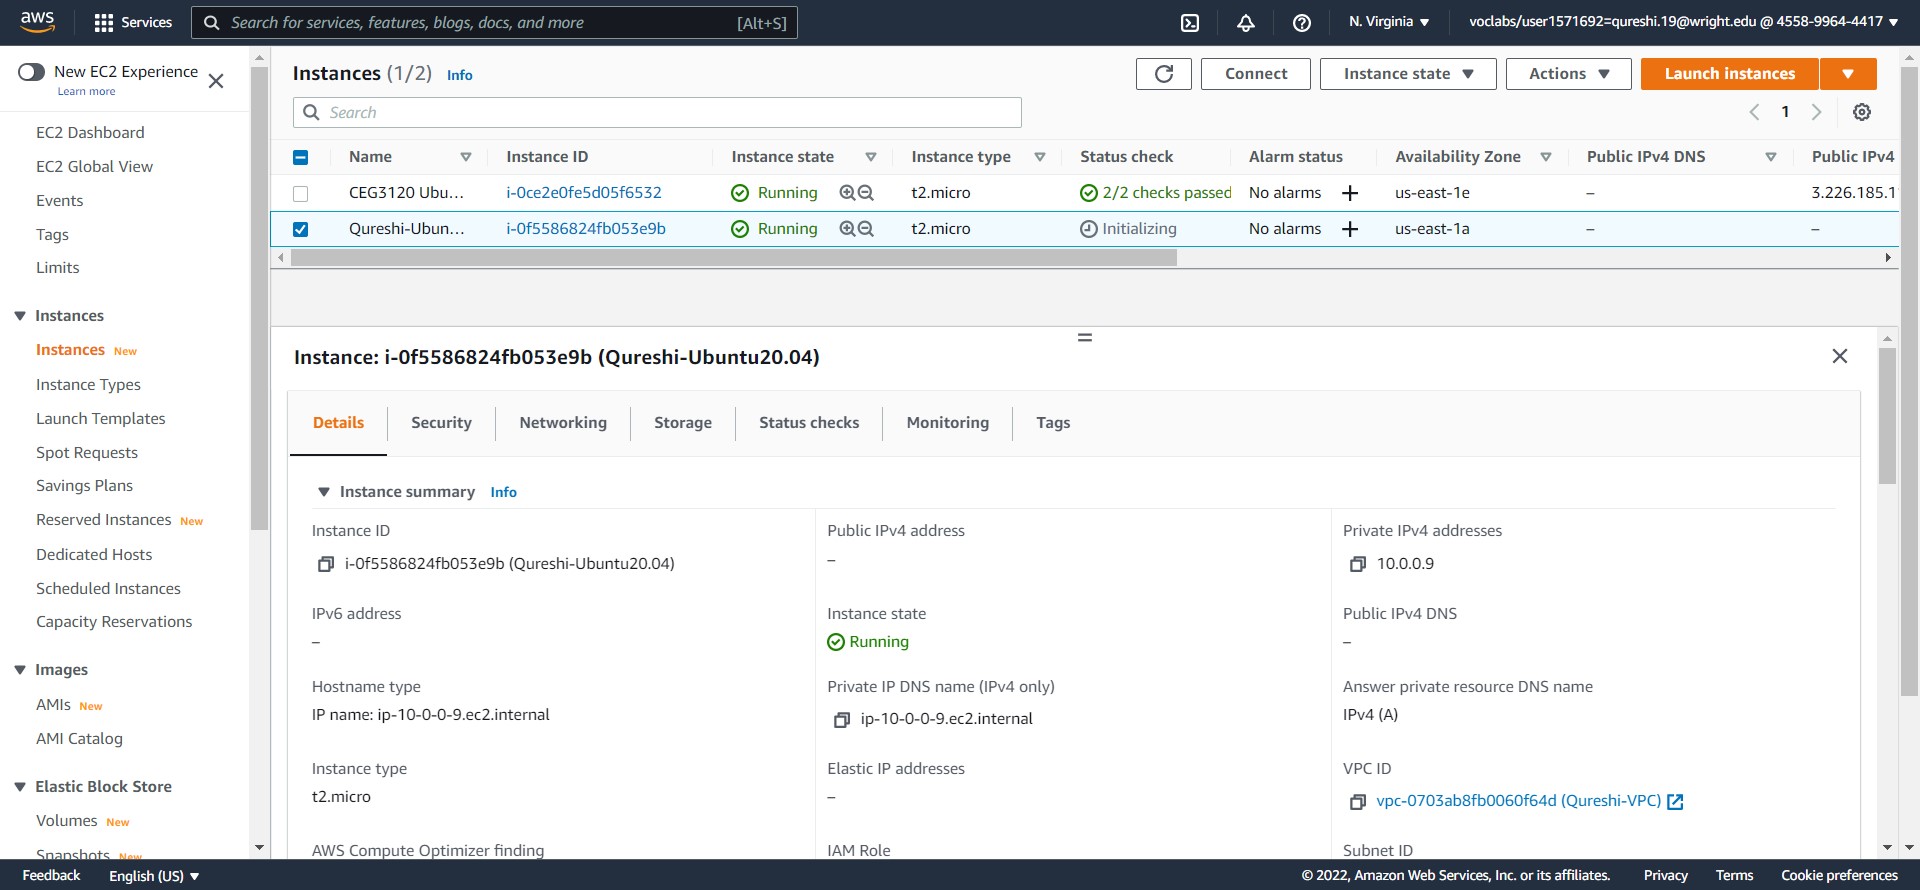 aws Services Search for services, features, blogs, docs, and more [Alt+S] N. Virginia ▼ voclabs/user1571692=qureshi.19@wright.edu @ 4558-9964-4417 ▼
New EC2 Experience
Learn more
EC2 Dashboard
EC2 Global View
Events
Tags
Limits
▼ Instances
Instances New
Instance Types
Launch Templates
Spot Requests
Savings Plans
Reserved Instances New
Dedicated Hosts
Scheduled Instances
Capacity Reservations
▼ Images
AMIs New
AMI Catalog
▼ Elastic Block Store
Volumes New
Snapshots New
Instances (1/2) Info
Connect Instance state ▼ Actions ▼ Launch instances ▼
Search
1
Name Instance ID Instance state Instance type Status check Alarm status Availability Zone Public IPv4 DNS Public IPv4
CEG3120 Ubu... i-0ce2e0fe5d05f6532 Running t2.micro 2/2 checks passed No alarms + us-east-1e – 3.226.185.1
Qureshi-Ubun... i-0f5586824fb053e9b Running t2.micro Initializing No alarms + us-east-1a – –
Instance: i-0f5586824fb053e9b (Qureshi-Ubuntu20.04)
Details Security Networking Storage Status checks Monitoring Tags
▼ Instance summary Info
Instance ID
i-0f5586824fb053e9b (Qureshi-Ubuntu20.04)
Public IPv4 address
–
Private IPv4 addresses
10.0.0.9
IPv6 address
–
Instance state
Running
Public IPv4 DNS
–
Hostname type
IP name: ip-10-0-0-9.ec2.internal
Private IP DNS name (IPv4 only)
ip-10-0-0-9.ec2.internal
Answer private resource DNS name
IPv4 (A)
Instance type
t2.micro
Elastic IP addresses
–
VPC ID
vpc-0703ab8fb0060f64d (Qureshi-VPC)
AWS Compute Optimizer finding
IAM Role
Subnet ID
Feedback English (US) ▼ © 2022, Amazon Web Services, Inc. or its affiliates. Privacy Terms Cookie preferences